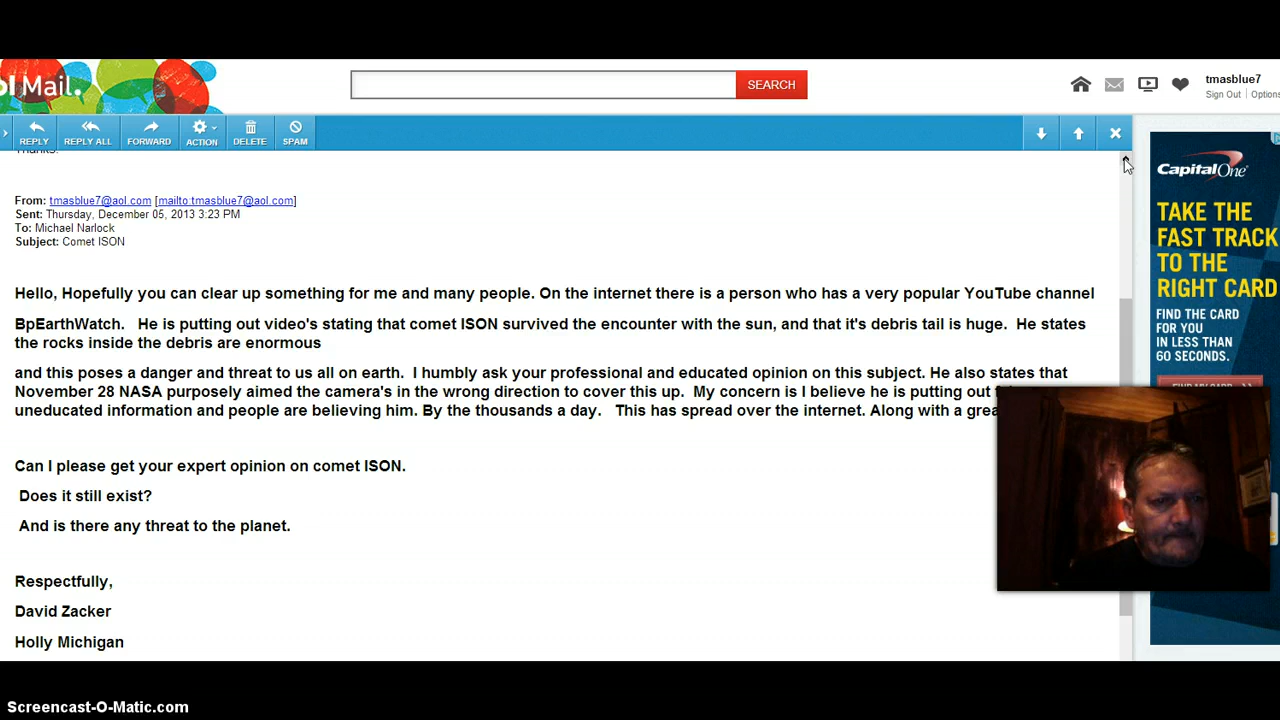 ol Mail.
SEARCH
tmasblue7
Sign Out | Options
REPLY
REPLY ALL
FORWARD
ACTION
DELETE
SPAM
Thanks.
From: tmasblue7@aol.com [mailto:tmasblue7@aol.com]
Sent: Thursday, December 05, 2013 3:23 PM
To: Michael Narlock
Subject: Comet ISON
Hello, Hopefully you can clear up something for me and many people. On the internet there is a person who has a very popular YouTube channel
BpEarthWatch. He is putting out video's stating that comet ISON survived the encounter with the sun, and that it's debris tail is huge. He states
the rocks inside the debris are enormous
and this poses a danger and threat to us all on earth. I humbly ask your professional and educated opinion on this subject. He also states that
November 28 NASA purposely aimed the camera's in the wrong direction to cover this up. My concern is I believe he is putting out
uneducated information and people are believing him. By the thousands a day. This has spread over the internet. Along with a
Can I please get your expert opinion on comet ISON.
Does it still exist?
And is there any threat to the planet.
Respectfully,
David Zacker
Holly Michigan
Capital One
TAKE THE
FAST TRACK
TO THE
RIGHT CARD
FIND THE CARD
FOR YOU
IN LESS THAN
60 SECONDS.
FIND MY CARD >>
Screencast-O-Matic.com